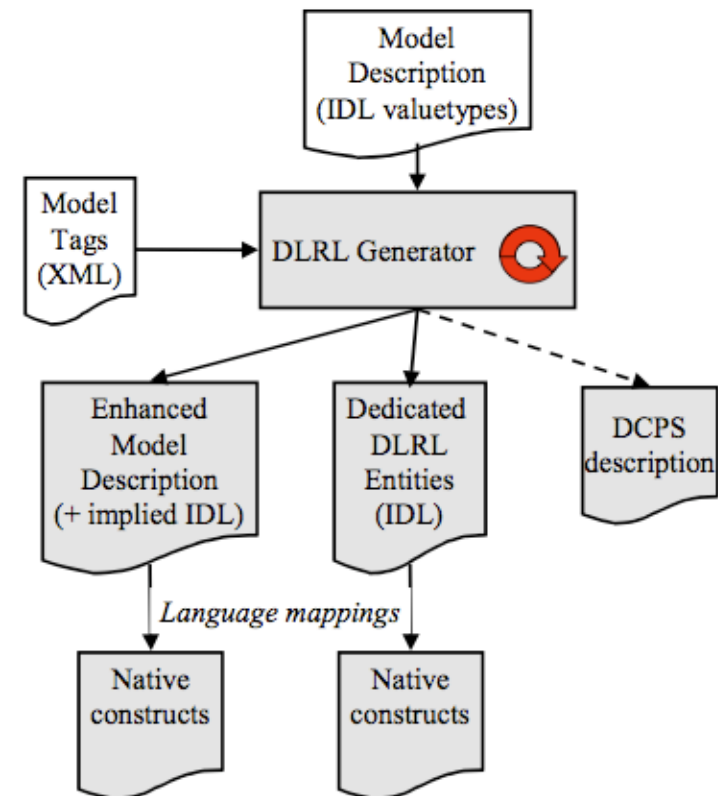 Model
Description
(IDL valuetypes)
Model
Tags
(XML)
DLRL Generator
Enhanced
Model
Description
(+ implied IDL)
Dedicated
DLRL
Entities
(IDL)
DCPS
description
Language mappings
Native
constructs
Native
constructs